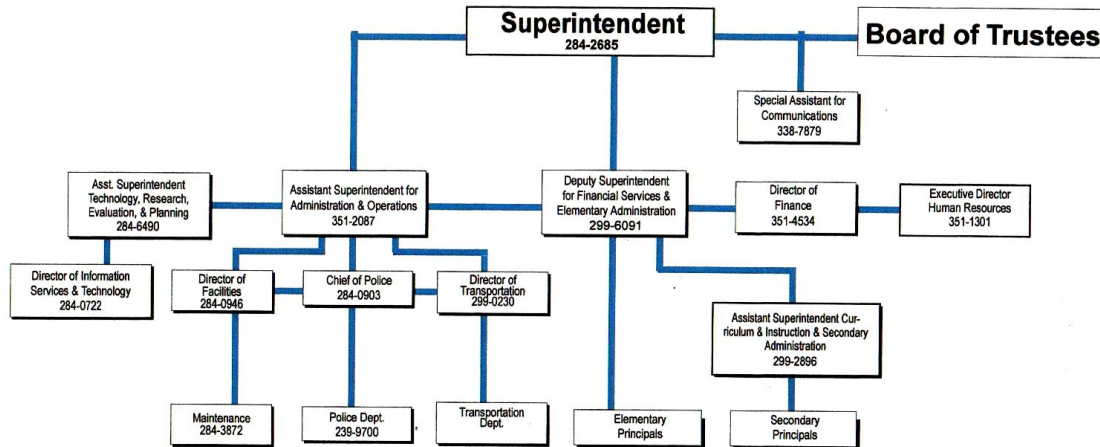 Superintendent
284-2685
Board of Trustees
Special Assistant for
Communications
338-7879
Asst. Superintendent
Technology, Research,
Evaluation, & Planning
284-6490
Assistant Superintendent for
Administration & Operations
351-2087
Deputy Superintendent
for Financial Services &
Elementary Administration
299-6091
Director of
Finance
351-4534
Executive Director
Human Resources
351-1301
Director of Information
Services & Technology
284-0722
Director of
Facilities
284-0946
Chief of Police
284-0903
Director of
Transportation
299-0230
Assistant Superintendent Cur-
riculum & Instruction & Secondary
Administration
299-2896
Maintenance
284-3872
Police Dept.
239-9700
Transportation
Dept.
Elementary
Principals
Secondary
Principals